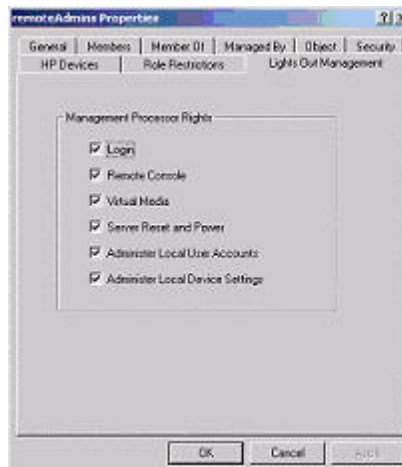 remoteAdmins Properties
General Members Member Of Managed By Object Security
HP Devices Role Restrictions Lights Out Management
Management Processor Rights
Login
Remote Console
Virtual Media
Server Reset and Power
Administer Local User Accounts
Administer Local Device Settings
OK Cancel Apply